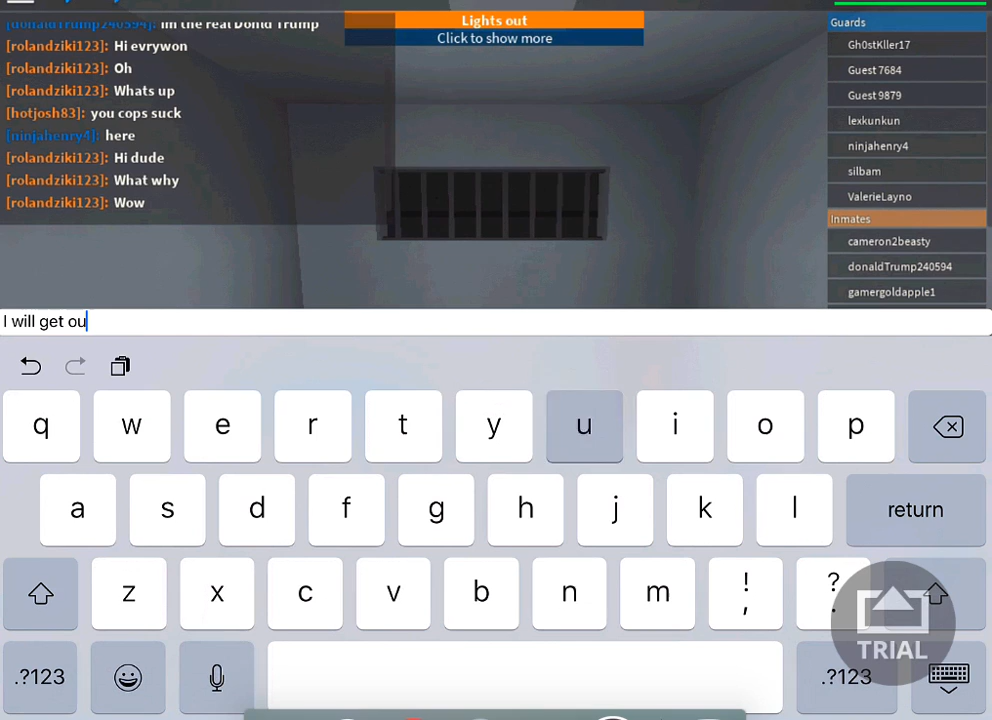 [donaldTrump240594]: im the real Donld Trump
[rolandziki123]: Hi evrywon
[rolandziki123]: Oh
[rolandziki123]: Whats up
[hotjosh83]: you cops suck
[ninjahenry4]: here
[rolandziki123]: Hi dude
[rolandziki123]: What why
[rolandziki123]: Wow
Lights out
Click to show more
Guards
Gh0stKller17
Guest 7684
Guest 9879
lexkunkun
ninjahenry4
silbam
ValerieLayno
Inmates
cameron2beasty
donaldTrump240594
gamergoldapple1
I will get ou
q w e r t y u i o p
a s d f g h j k l return
z x c v b n m ! , ? .
.?123 .?123
TRIAL